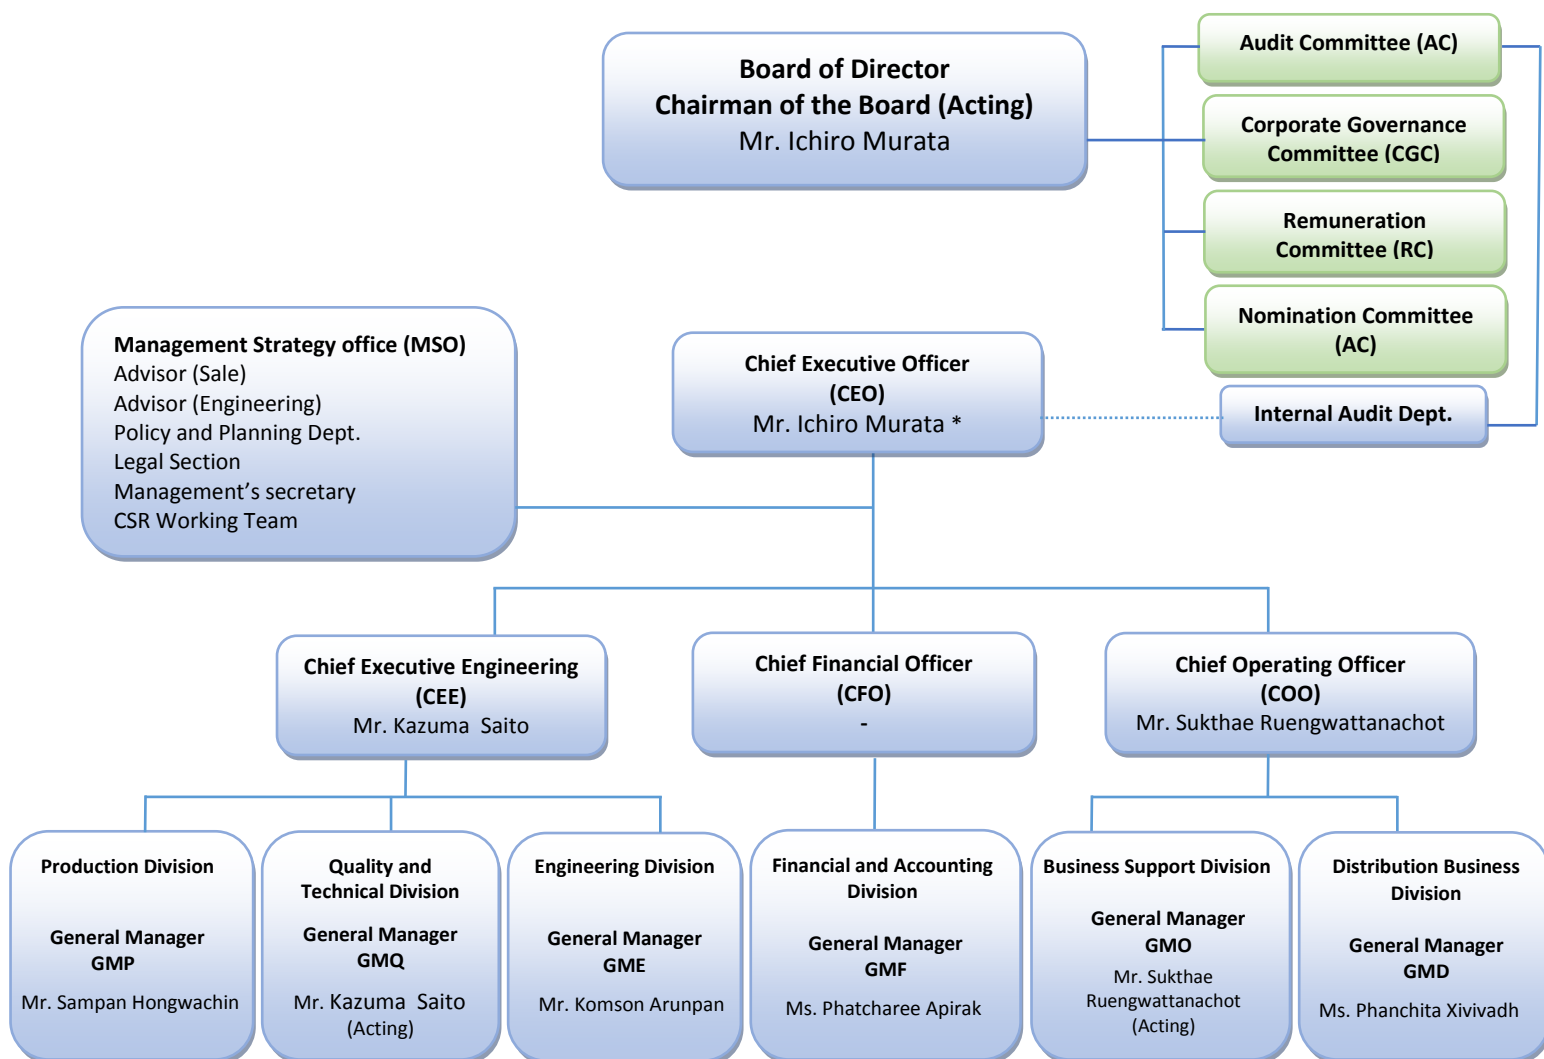 Board of Director
Chairman of the Board (Acting)
Mr. Ichiro Murata
Audit Committee (AC)
Corporate Governance
Committee (CGC)
Remuneration
Committee (RC)
Nomination Committee
(AC)
Internal Audit Dept.
Management Strategy office (MSO)
Advisor (Sale)
Advisor (Engineering)
Policy and Planning Dept.
Legal Section
Management’s secretary
CSR Working Team
Chief Executive Officer
(CEO)
Mr. Ichiro Murata *
Chief Executive Engineering
(CEE)
Mr. Kazuma  Saito
Chief Financial Officer
(CFO)
-
Chief Operating Officer
(COO)
Mr. Sukthae Ruengwattanachot
Production Division
General Manager
GMP
Mr. Sampan Hongwachin
Quality and
Technical Division
General Manager
GMQ
Mr. Kazuma  Saito
(Acting)
Engineering Division
General Manager
GME
Mr. Komson Arunpan
Financial and Accounting
Division
General Manager
GMF
Ms. Phatcharee Apirak
Business Support Division
General Manager
GMO
Mr. Sukthae
Ruengwattanachot
(Acting)
Distribution Business
Division
General Manager
GMD
Ms. Phanchita Xivivadh